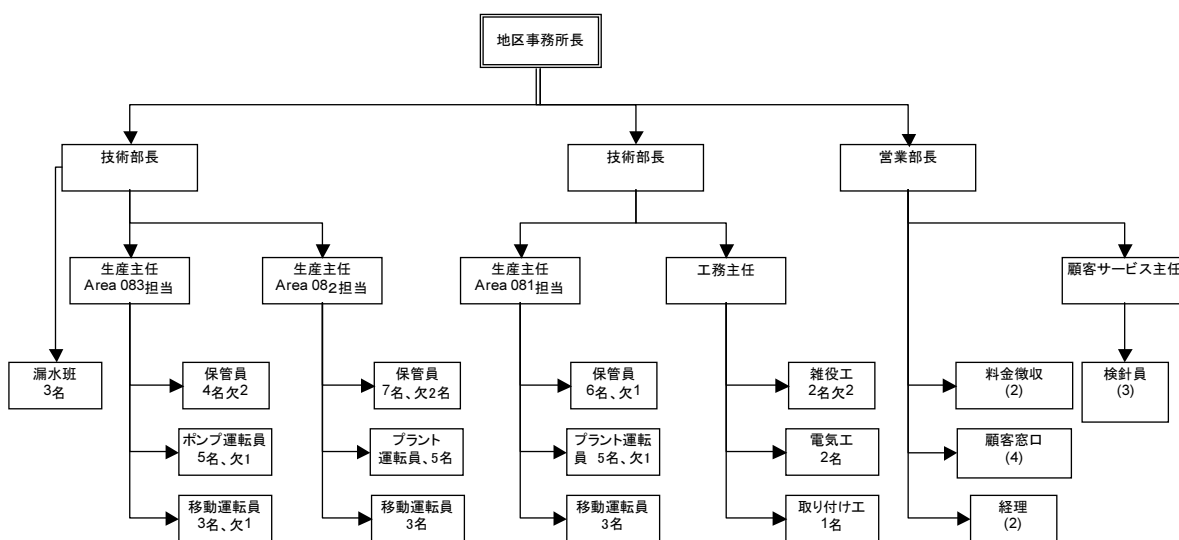 地区事務所長
技術部長
技術部長
営業部長
生産主任
Area 083担当
生産主任
Area 082担当
生産主任
Area 081担当
工務主任
顧客サービス主任
漏水班
3名
保管員
4名欠2
保管員
7名、欠2名
保管員
6名、欠1
雑役工
2名欠2
料金徴収
(2)
検針員
(3)
ポンプ運転員
5名、欠1
プラント
運転員、5名
プラント運転
員 5名、欠1
電気工
2名
顧客窓口
(4)
移動運転員
3名、欠1
移動運転員
3名
移動運転員
3名
取り付け工
1名
経理
(2)